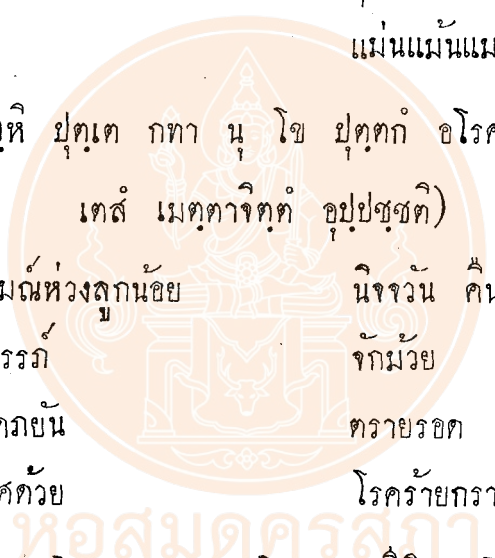 แม่นแม้นแม
หิ ปุตฺเต กทา นุ โข ปุตฺตกํ อโรค
เตสํ เมตฺตาจิตฺตํ อุปฺปชฺชติ)
มณ์ห่วงลูกน้อย นิจจวัน คืน
รรภ์ จักม้วย
ภยัน ตรายรอด
ศด้วย โรคร้ายกรา
หอสมุดคุรุสภา